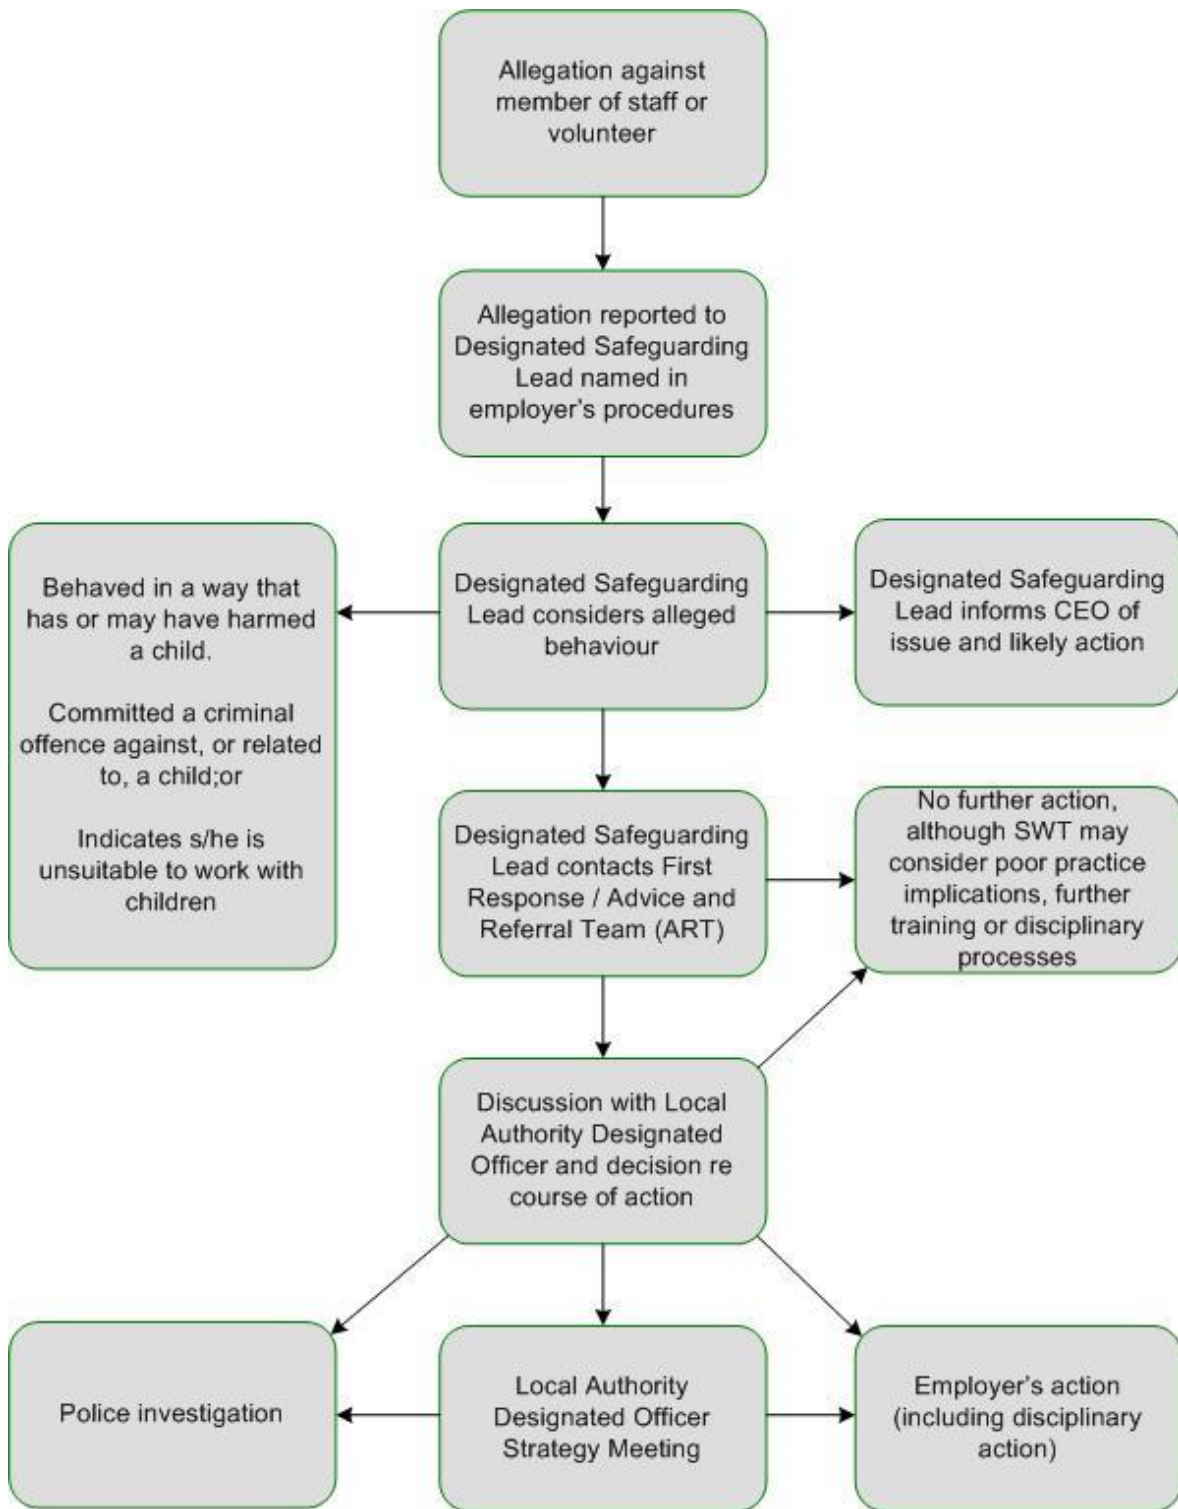 Allegation against
member of staff or
volunteer
Allegation reported to
Designated Safeguarding
Lead named in
employer's procedures
Behaved in a way that
has or may have harmed
a child.
Committed a criminal
offence against, or related
to, a child;or
Indicates s/he is
unsuitable to work with
children
Designated Safeguarding
Lead considers alleged
behaviour
Designated Safeguarding
Lead informs CEO of
issue and likely action
Designated Safeguarding
Lead contacts First
Response / Advice and
Referral Team (ART)
No further action,
although SWT may
consider poor practice
implications, further
training or disciplinary
processes
Discussion with Local
Authority Designated
Officer and decision re
course of action
Police investigation
Local Authority
Designated Officer
Strategy Meeting
Employer's action
(including disciplinary
action)